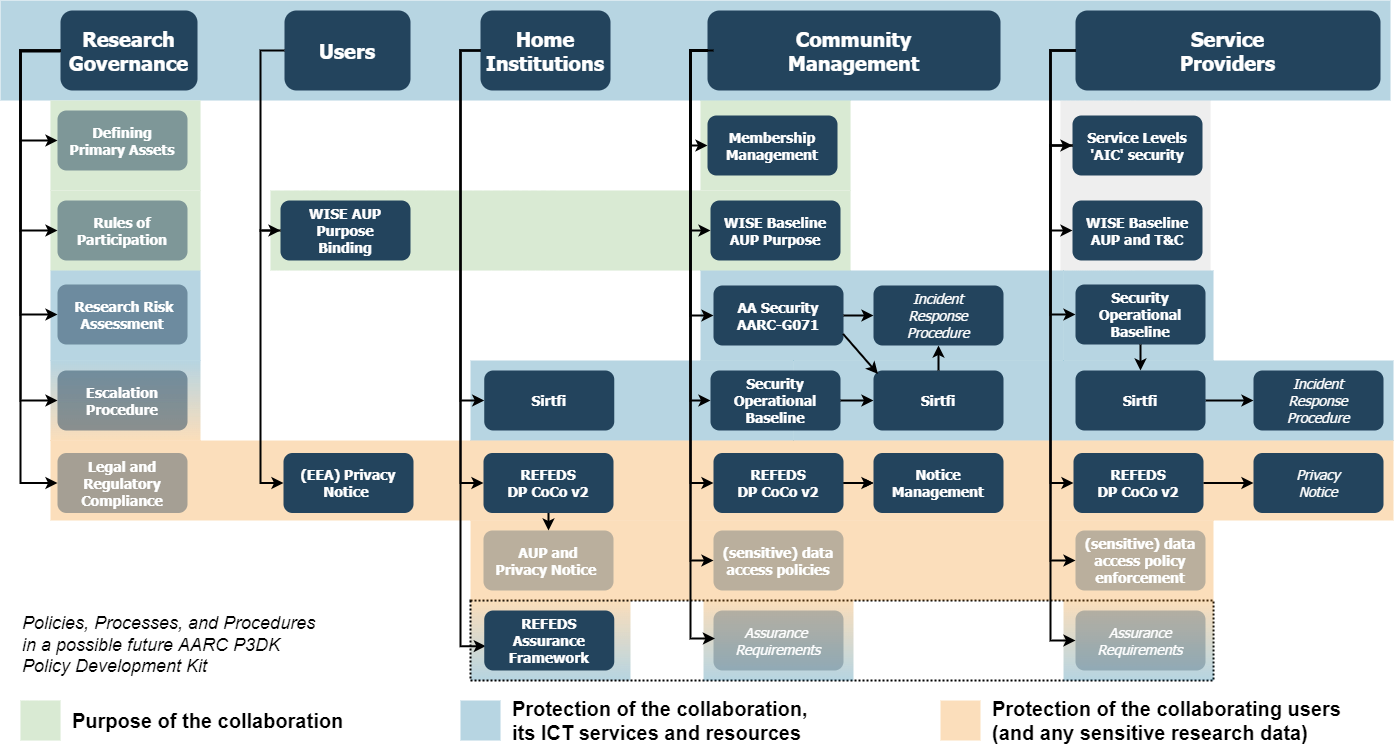 Research
Governance
Users
Home
Institutions
Community
Management
Service
Providers
Defining
Primary Assets
Membership
Management
Service Levels
'AIC' security
Rules of
Participation
WISE AUP
Purpose
Binding
WISE Baseline
AUP Purpose
WISE Baseline
AUP and T&C
Research Risk
Assessment
AA Security
AARC-G071
Incident
Response
Procedure
Security
Operational
Baseline
Escalation
Procedure
Sirtfi
Security
Operational
Baseline
Sirtfi
Sirtfi
Incident
Response
Procedure
Legal and
Regulatory
Compliance
(EEA) Privacy
Notice
REFEDS
DP CoCo v2
REFEDS
DP CoCo v2
Notice
Management
REFEDS
DP CoCo v2
Privacy
Notice
AUP and
Privacy Notice
(sensitive) data
access policies
(sensitive) data
access policy
enforcement
REFEDS
Assurance
Framework
Assurance
Requirements
Assurance
Requirements
Policies, Processes, and Procedures
in a possible future AARC P3DK
Policy Development Kit
Purpose of the collaboration
Protection of the collaboration,
its ICT services and resources
Protection of the collaborating users
(and any sensitive research data)